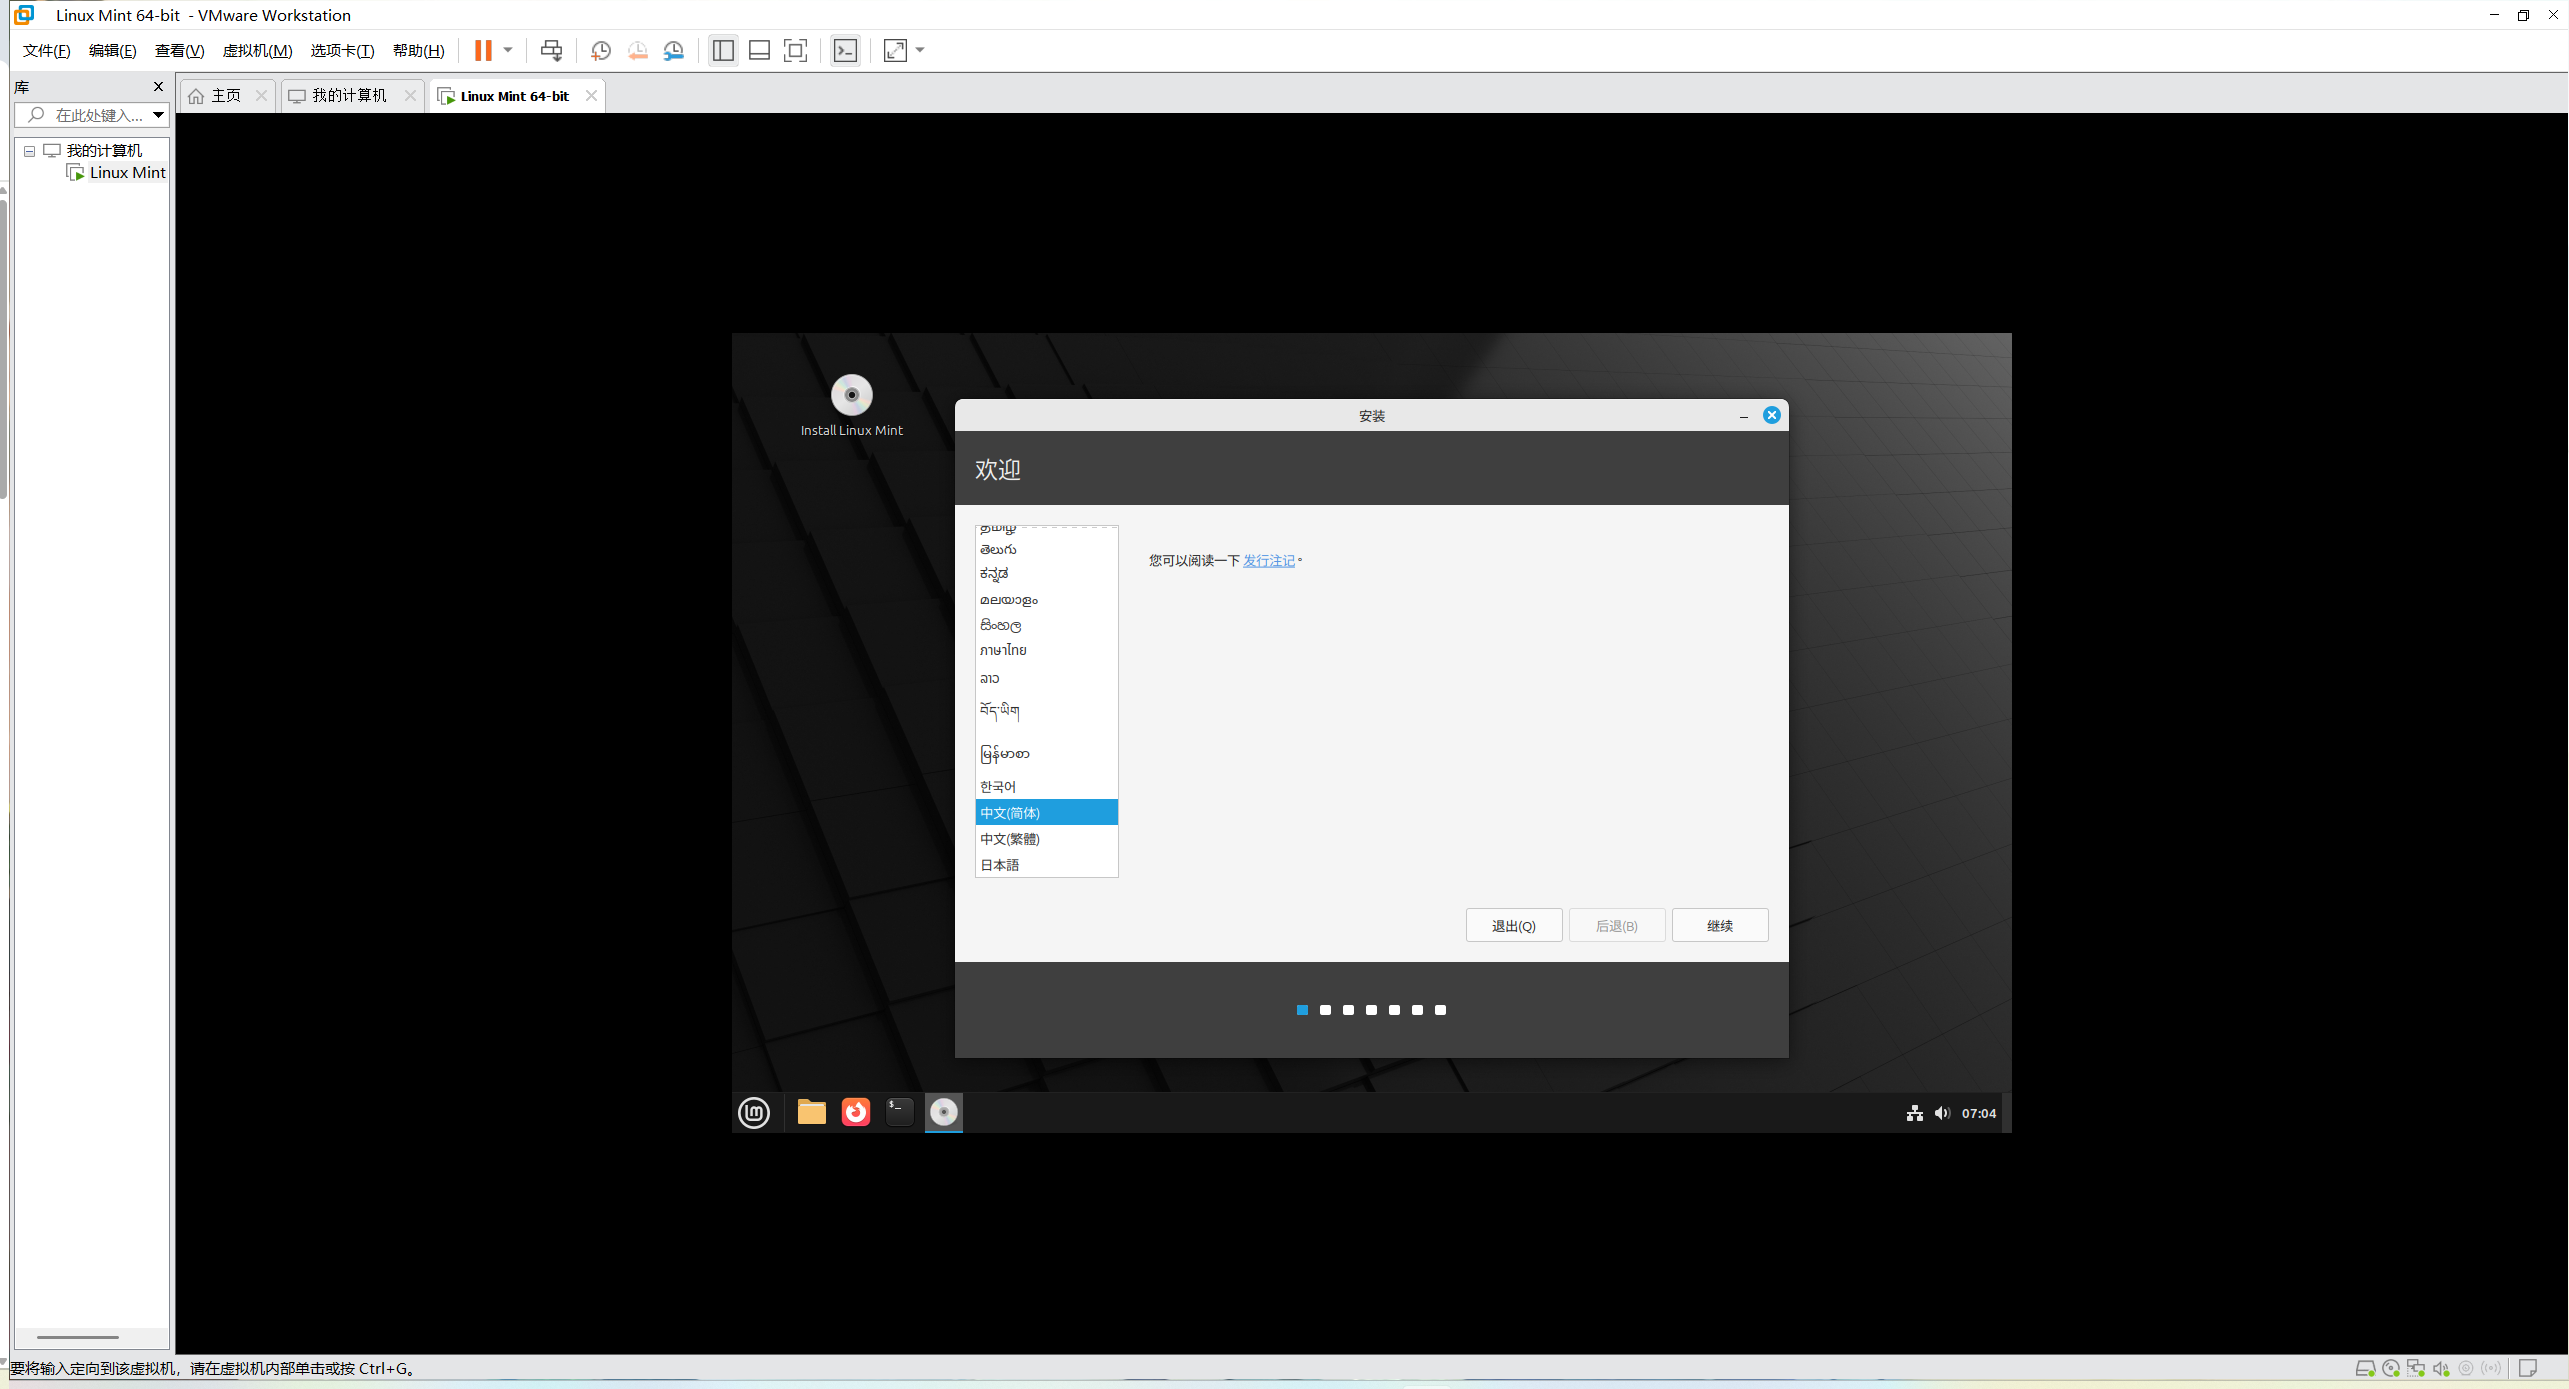 Linux Mint 64-bit - VMware Workstation
文件(F) 编辑(E) 查看(V) 虚拟机(M) 选项卡(T) 帮助(H)
库
主页
我的计算机
Linux Mint 64-bit
在此处键入...
我的计算机
Linux Mint
Install Linux Mint
安装
欢迎
தமிழ்
తెలుగు
ಕನ್ನಡ
മലയാളം
සිංහල
ภาษาไทย
ລາວ
བོད་ཡིག
မြန်မာစာ
한국어
中文(简体)
中文(繁體)
日本語
您可以阅读一下 发行注记。
退出(Q) 后退(B) 继续
07:04
要将输入定向到该虚拟机，请在虚拟机内部单击或按 Ctrl+G。